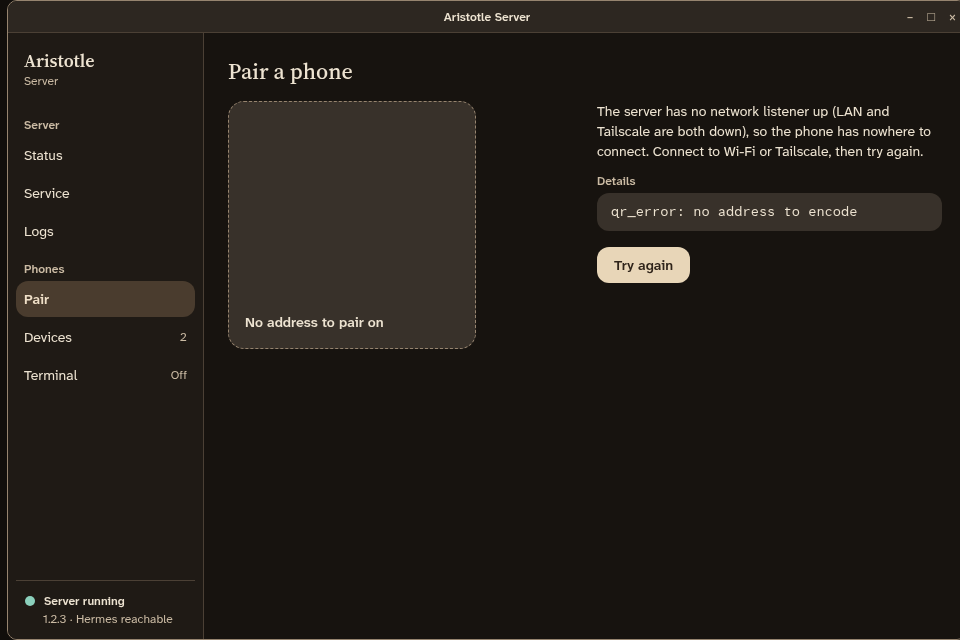 Aristotle Server
Aristotle
Server
Server
Status
Service
Logs
Phones
Pair
Devices 2
Terminal Off
Server running
1.2.3 · Hermes reachable
Pair a phone
No address to pair on
The server has no network listener up (LAN and
Tailscale are both down), so the phone has nowhere to
connect. Connect to Wi-Fi or Tailscale, then try again.
Details
qr_error: no address to encode
Try again